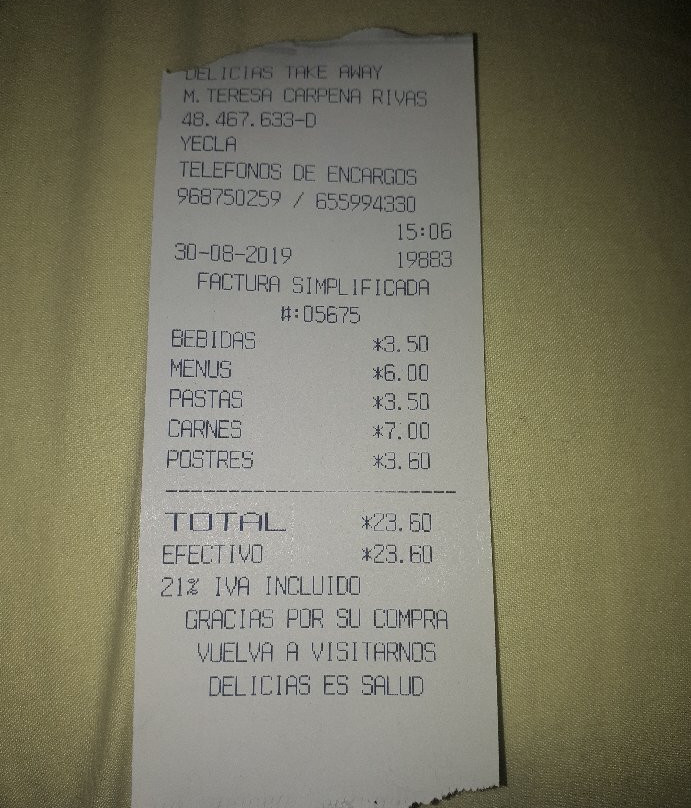 DELICIAS TAKE AWAY
M. TERESA CARPENA RIVAS
48.467.633-D
YECLA
TELEFONOS DE ENCARGOS
968750259 / 655994330
15:06
30-08-2019 19883
FACTURA SIMPLIFICADA
#:05675
BEBIDAS *3.50
MENUS *6.00
PASTAS *3.50
CARNES *7.00
POSTRES *3.60
TOTAL *23.60
EFECTIVO *23.60
21% IVA INCLUIDO
GRACIAS POR SU COMPRA
VUELVA A VISITARNOS
DELICIAS ES SALUD